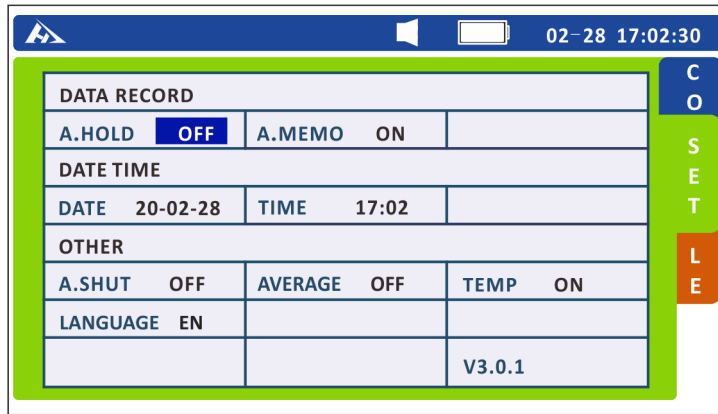 02-28 17:02:30
DATA RECORD
A.HOLD OFF A.MEMO ON
DATE TIME
DATE 20-02-28 TIME 17:02
OTHER
A.SHUT OFF AVERAGE OFF TEMP ON
LANGUAGE EN
V3.0.1
C
O
S
E
T
L
E